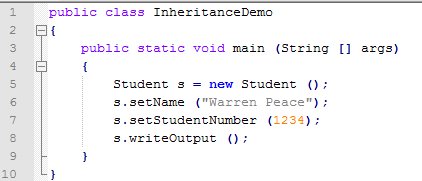 1 public class InheritanceDemo
2 {
3 public static void main (String [] args)
4 {
5 Student s = new Student ();
6 s.setName ("Warren Peace");
7 s.setStudentNumber (1234);
8 s.writeOutput ();
9 }
10 }